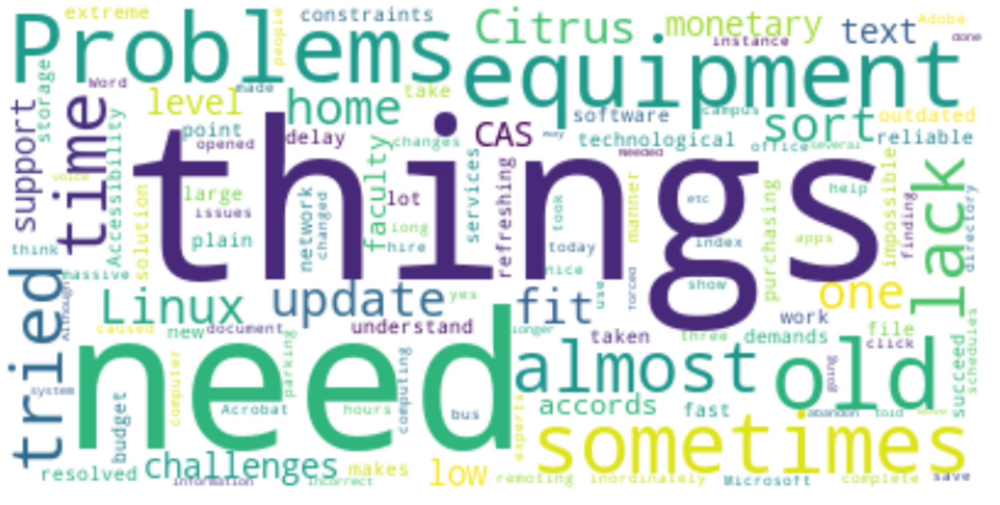 extreme
people
constraints
Citrus
monetary
text
Adobe
Problems
instance
done
equipment
storage
Word
level
made
home
take
support
time
Accessibility
point
opened
delay
CAS
software
campus
sort
outdated
changes
may
technological
office
several
reliable
things
Needed
voice
solution
large
issues
plain
network
changed
faculty
lot
long
hire
services
refreshing
took
today
nice
manner
etc
index
show
purchasing
help
apps
impossible
finding
lack
directory
think
massive
tried
Although
Linux
update
yes
fit
use
forced
one
work
caused
new
document
understand
longer
taken
three
demands
file
click
succeed
schedules
need
system
computer
parking
computing
almost
old
going
budget
Acrobat
hours
bus
experts
accords
fast
abandon
told
sometimes
resolved
challenges
makes
low
information
incorrect
remoting
inordinately
Microsoft
complete
save